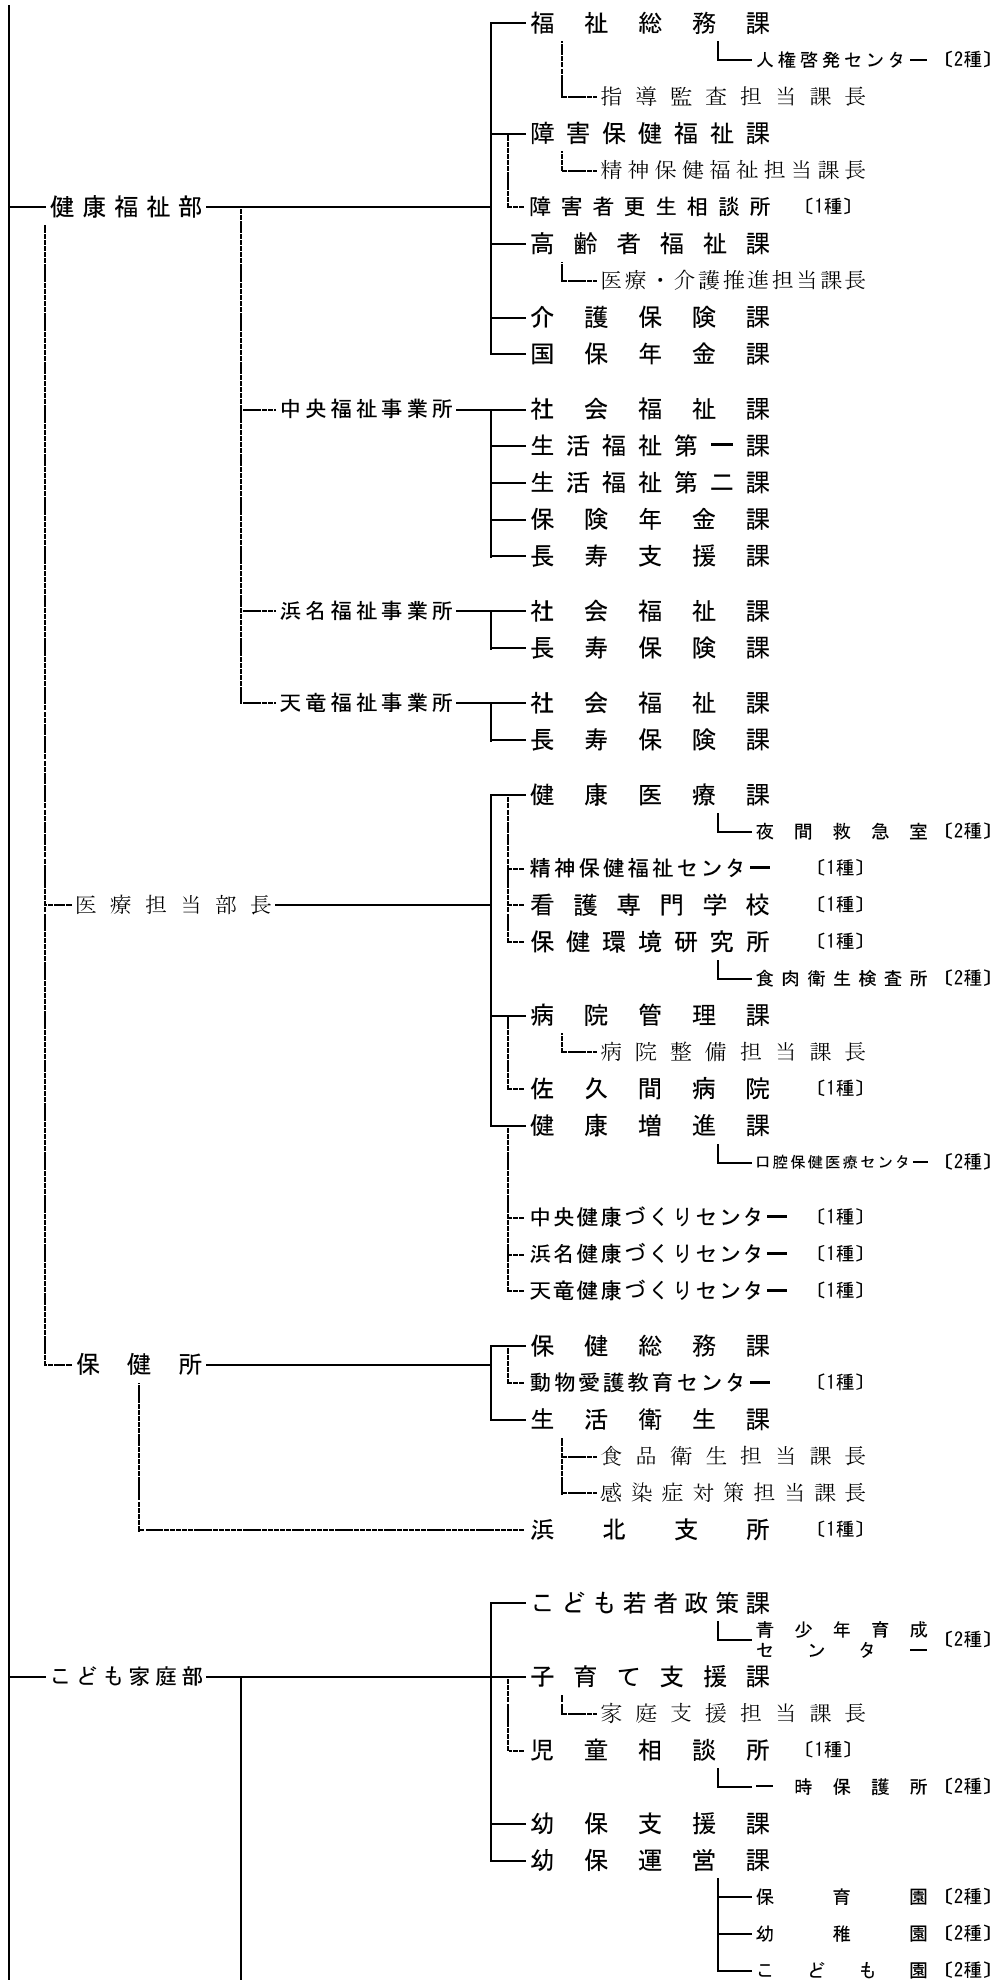 福祉総務課
人権啓発センター 〔2種〕
指導監査担当課長
障害保健福祉課
精神保健福祉担当課長
健康福祉部
障害者更生相談所 〔1種〕
高齢者福祉課
医療・介護推進担当課長
介護保険課
国保年金課
中央福祉事業所 社会福祉課
生活福祉第一課
生活福祉第二課
保険年金課
長寿支援課
浜名福祉事業所 社会福祉課
長寿保険課
天竜福祉事業所 社会福祉課
長寿保険課
健康医療課
夜間救急室 〔2種〕
精神保健福祉センター 〔1種〕
医療担当部長 看護専門学校 〔1種〕
保健環境研究所 〔1種〕
食肉衛生検査所 〔2種〕
病院管理課
病院整備担当課長
佐久間病院 〔1種〕
健康増進課
口腔保健医療センター 〔2種〕
中央健康づくりセンター 〔1種〕
浜名健康づくりセンター 〔1種〕
天竜健康づくりセンター 〔1種〕
保健総務課
保健所
動物愛護教育センター 〔1種〕
生活衛生課
食品衛生担当課長
感染症対策担当課長
浜北支所 〔1種〕
こども若者政策課
青少年育成
センター 〔2種〕
こども家庭部 子育て支援課
家庭支援担当課長
児童相談所 〔1種〕
一時保護所 〔2種〕
幼保支援課
幼保運営課
保育園 〔2種〕
幼稚園 〔2種〕
こども園 〔2種〕